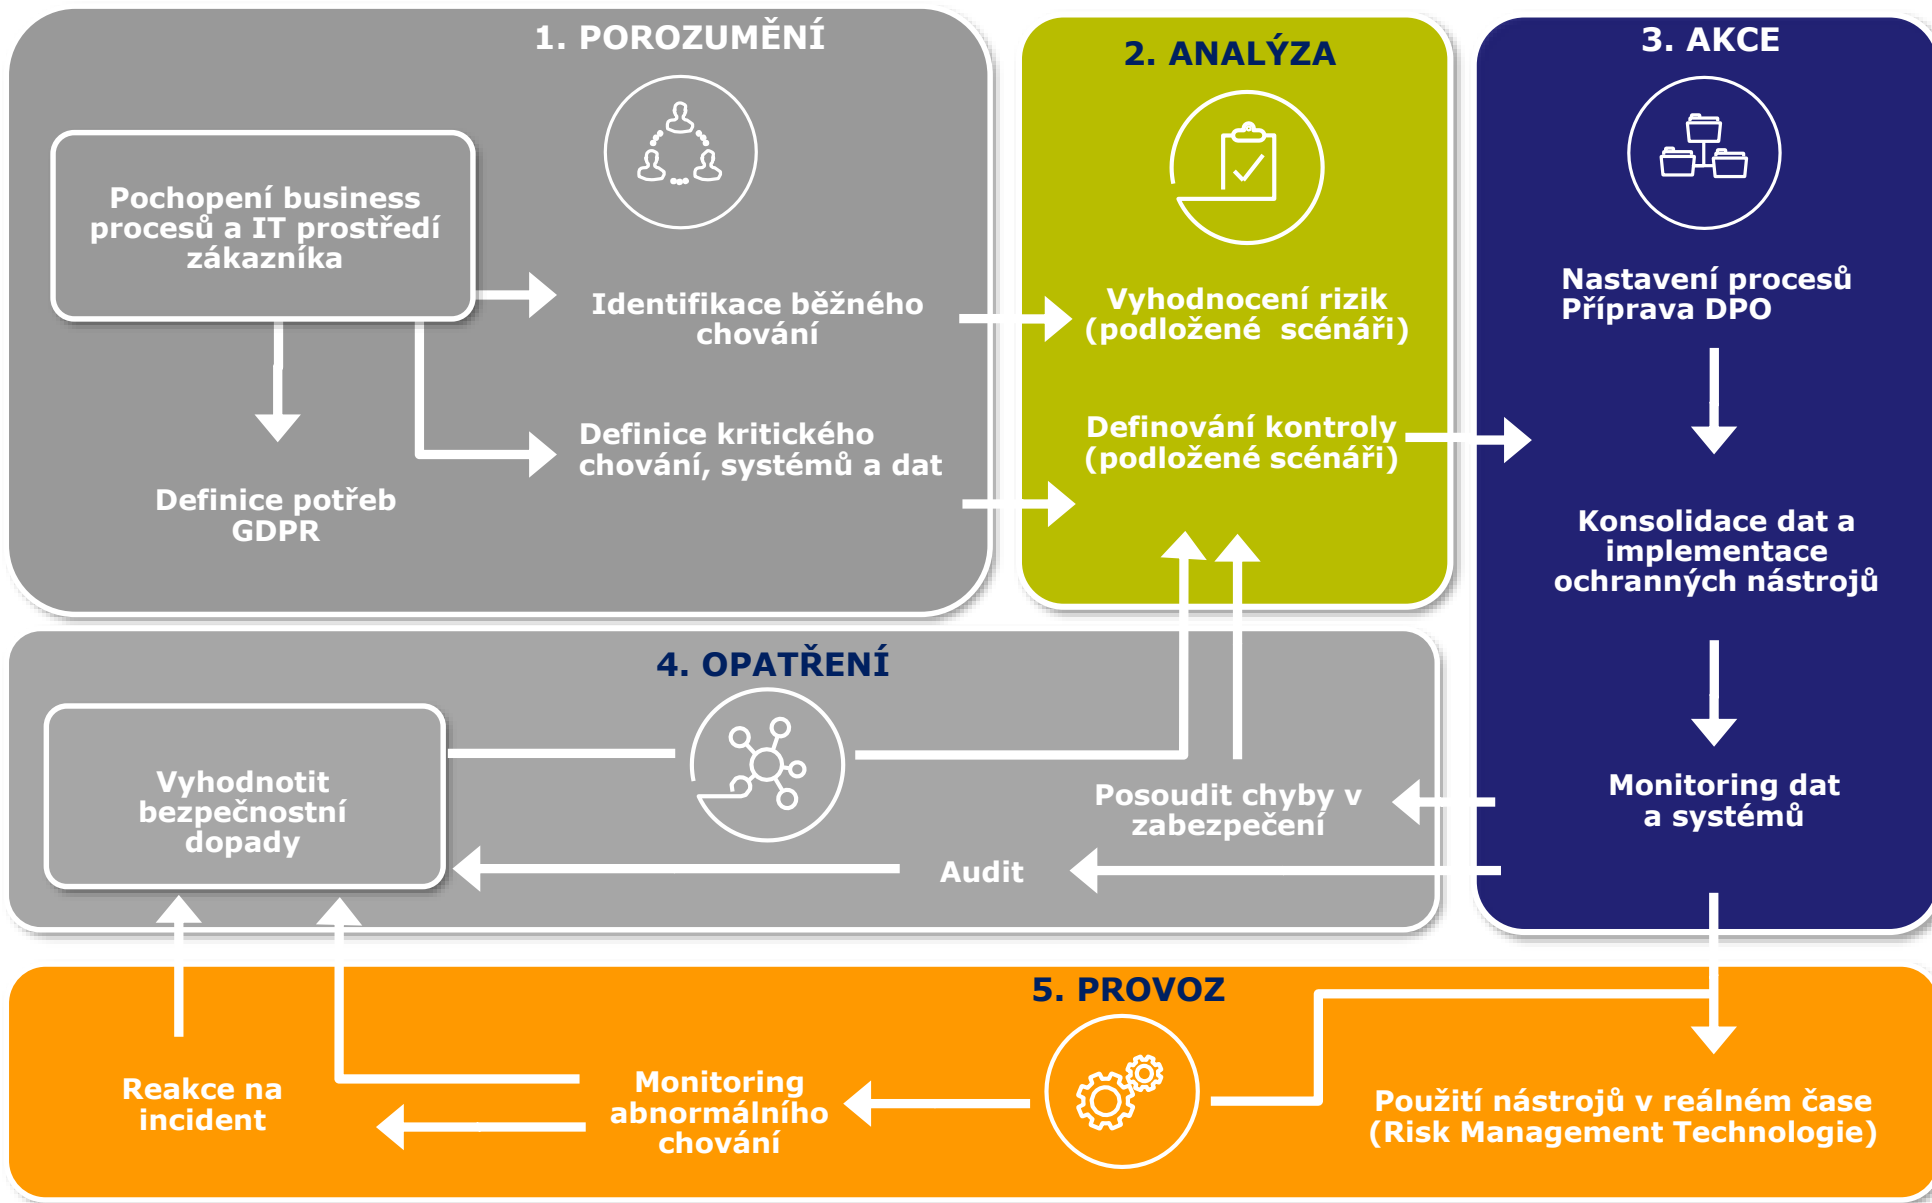 1. POROZUMĚNÍ
Pochopení business
procesů a IT prostředí
zákazníka
Identifikace běžného
chování
Definice kritického
chování, systémů a dat
Definice potřeb
GDPR
2. ANALÝZA
Vyhodnocení rizik
(podložené scénáři)
Definování kontroly
(podložené scénáři)
3. AKCE
Nastavení procesů
Příprava DPO
Konsolidace dat a
implementace
ochranných nástrojů
Monitoring dat
a systémů
4. OPATŘENÍ
Vyhodnotit
bezpečnostní
dopady
Posoudit chyby v
zabezpečení
Audit
5. PROVOZ
Reakce na
incident
Monitoring
abnormálního
chování
Použití nástrojů v reálném čase
(Risk Management Technologie)